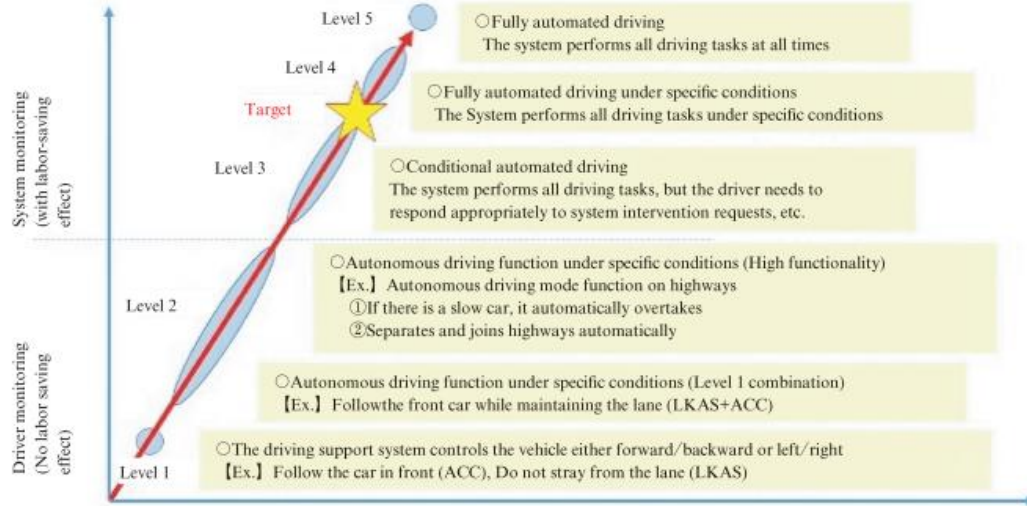 Level 5
○Fully automated driving
The system performs all driving tasks at all times
Level 4
○Fully automated driving under specific conditions
The System performs all driving tasks under specific conditions
Target
Level 3
○Conditional automated driving
The system performs all driving tasks, but the driver needs to
respond appropriately to system intervention requests, etc.
System monitoring
(with labor-saving
effect)
○Autonomous driving function under specific conditions (High functionality)
【Ex.】Autonomous driving mode function on highways
①If there is a slow car, it automatically overtakes
②Separates and joins highways automatically
Level 2
○Autonomous driving function under specific conditions (Level 1 combination)
【Ex.】Followthe front car while maintaining the lane (LKAS+ACC)
○The driving support system controls the vehicle either forward/backward or left/right
【Ex.】Follow the car in front (ACC), Do not stray from the lane (LKAS)
Level 1
Driver monitoring
(No labor saving
effect)